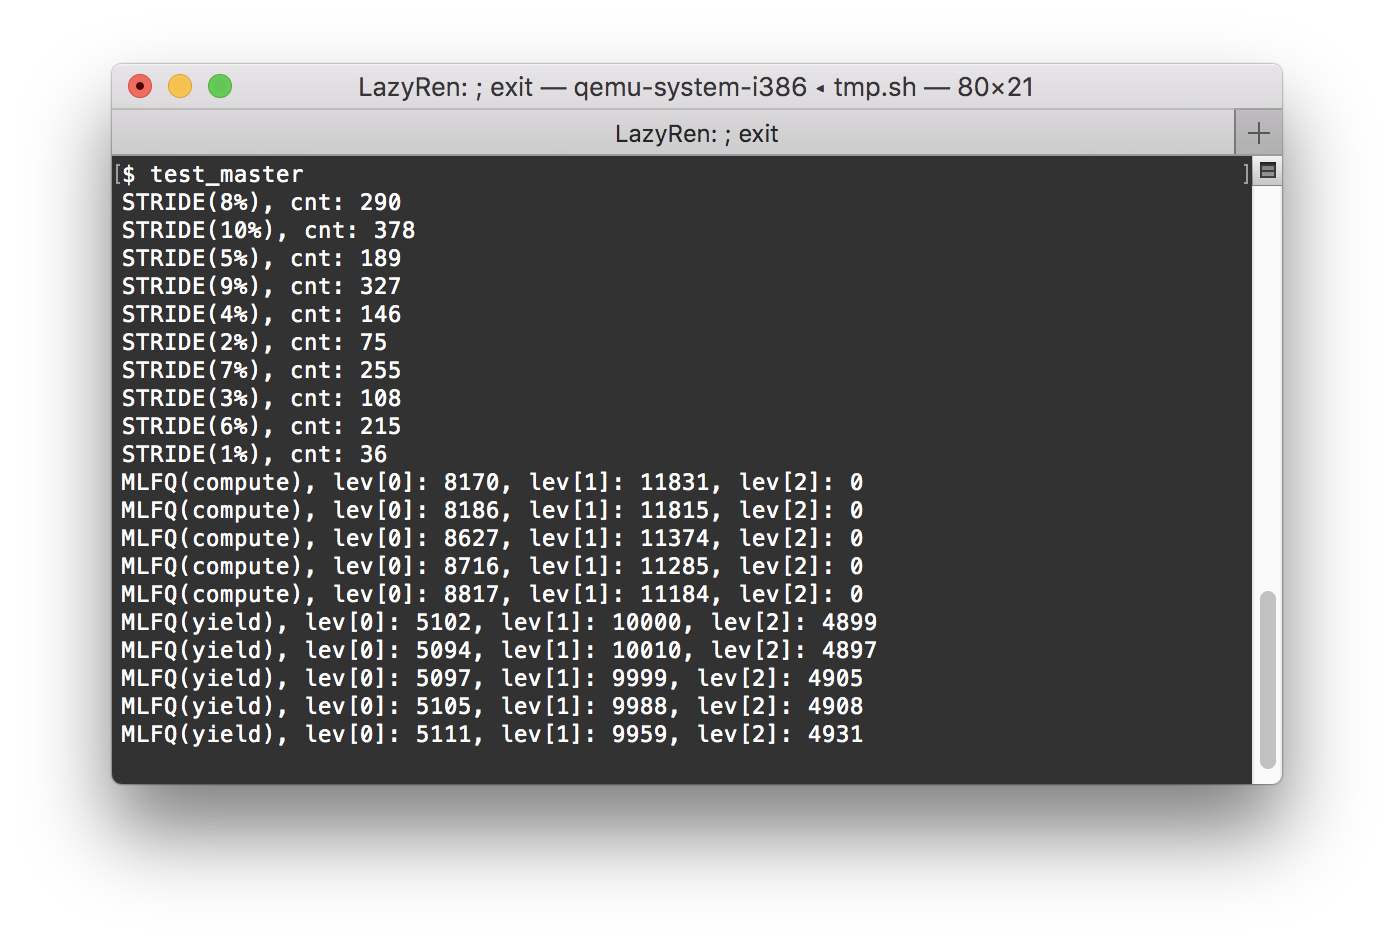 LazyRen: ; exit — qemu-system-i386 ◂ tmp.sh — 80×21
LazyRen: ; exit
[$ test_master ]
STRIDE(8%), cnt: 290
STRIDE(10%), cnt: 378
STRIDE(5%), cnt: 189
STRIDE(9%), cnt: 327
STRIDE(4%), cnt: 146
STRIDE(2%), cnt: 75
STRIDE(7%), cnt: 255
STRIDE(3%), cnt: 108
STRIDE(6%), cnt: 215
STRIDE(1%), cnt: 36
MLFQ(compute), lev[0]: 8170, lev[1]: 11831, lev[2]: 0
MLFQ(compute), lev[0]: 8186, lev[1]: 11815, lev[2]: 0
MLFQ(compute), lev[0]: 8627, lev[1]: 11374, lev[2]: 0
MLFQ(compute), lev[0]: 8716, lev[1]: 11285, lev[2]: 0
MLFQ(compute), lev[0]: 8817, lev[1]: 11184, lev[2]: 0
MLFQ(yield), lev[0]: 5102, lev[1]: 10000, lev[2]: 4899
MLFQ(yield), lev[0]: 5094, lev[1]: 10010, lev[2]: 4897
MLFQ(yield), lev[0]: 5097, lev[1]: 9999, lev[2]: 4905
MLFQ(yield), lev[0]: 5105, lev[1]: 9988, lev[2]: 4908
MLFQ(yield), lev[0]: 5111, lev[1]: 9959, lev[2]: 4931